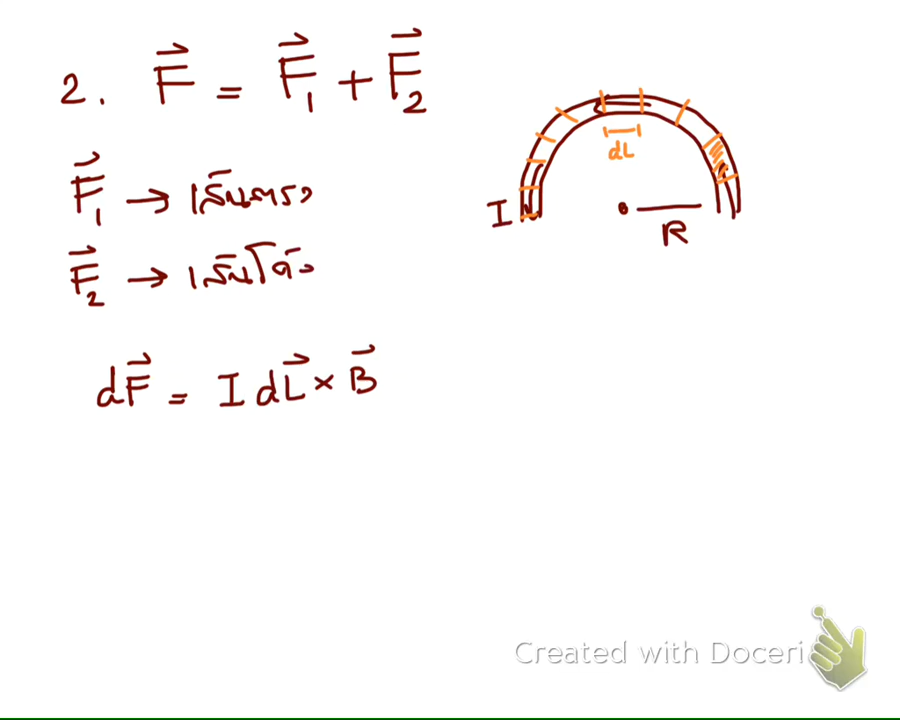 2. F⃗ = F⃗₁ + F⃗₂
F⃗₁ → เส้นตรง
F⃗₂ → เส้นโค้ง
dF⃗ = I dL⃗ × B⃗
dL
I
R
Created with Doceri